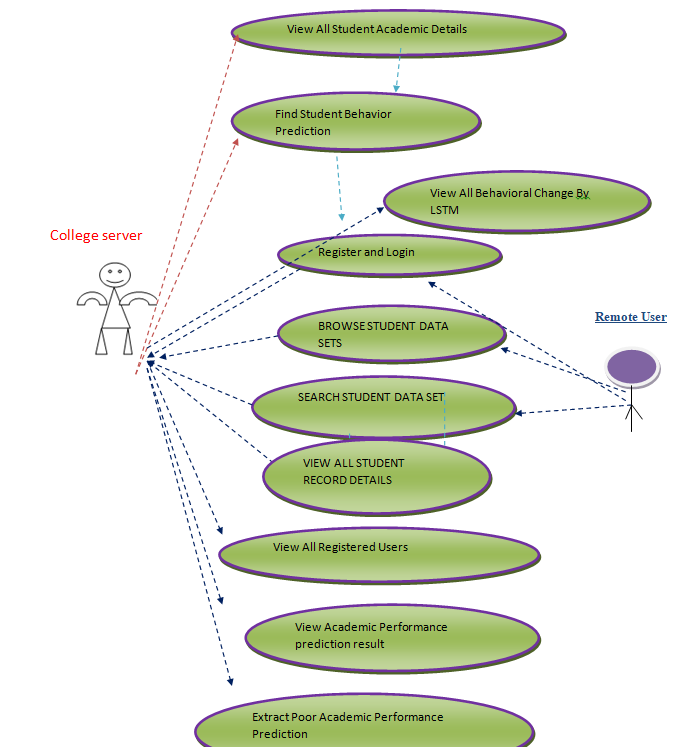 View All Student Academic Details
Find Student Behavior
Prediction
View All Behavioral Change By
LSTM
College server
Register and Login
Remote User
BROWSE STUDENT DATA
SETS
SEARCH STUDENT DATA SET
VIEW ALL STUDENT
RECORD DETAILS
View All Registered Users
View Academic Performance
prediction result
Extract Poor Academic Performance
Prediction